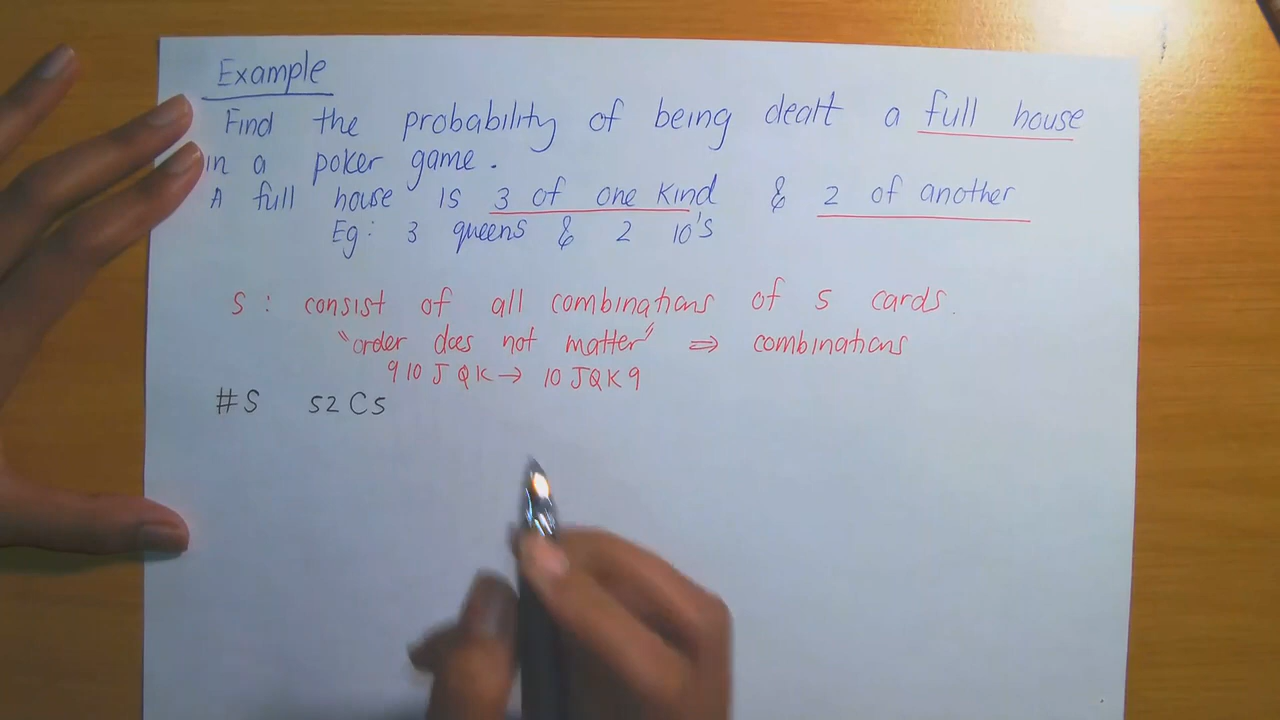 Example
Find the probability of being dealt a full house
in a poker game.
A full house is 3 of one kind & 2 of another
Eg: 3 queens & 2 10's
S: consist of all combinations of 5 cards.
"order does not matter" ⇒ combinations
9 10 J Q K → 10 J Q K 9
#S 52C5